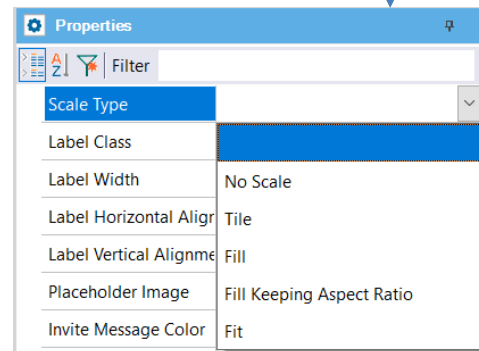 Properties
A
Z
Filter
Scale Type
Label Class
Label Width
No Scale
Label Horizontal Aligr
Tile
Label Vertical Alignme
Fill
Placeholder Image
Fill Keeping Aspect Ratio
Invite Message Color
Fit